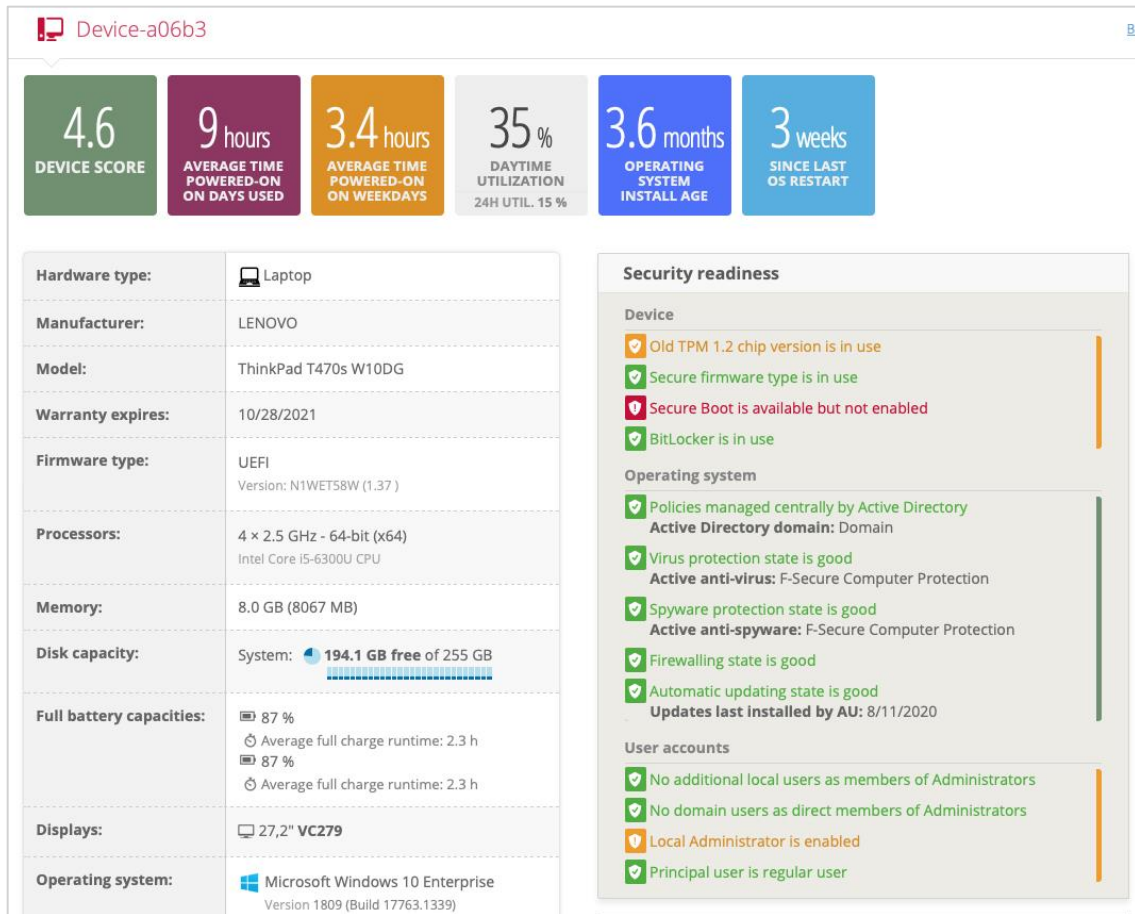 Device-a06b3
B
4.6
DEVICE SCORE
9 hours
AVERAGE TIME
POWERED-ON
ON DAYS USED
3.4 hours
AVERAGE TIME
POWERED-ON
ON WEEKDAYS
35 %
DAYTIME
UTILIZATION
24H UTIL. 15 %
3.6 months
OPERATING
SYSTEM
INSTALL AGE
3 weeks
SINCE LAST
OS RESTART
Hardware type:
Laptop
Manufacturer:
LENOVO
Model:
ThinkPad T470s W10DG
Warranty expires:
10/28/2021
Firmware type:
UEFI
Version: N1WET58W (1.37 )
Processors:
4 × 2.5 GHz - 64-bit (x64)
Intel Core i5-6300U CPU
Memory:
8.0 GB (8067 MB)
Disk capacity:
System: 194.1 GB free of 255 GB
Full battery capacities:
87 %
Average full charge runtime: 2.3 h
87 %
Average full charge runtime: 2.3 h
Displays:
27,2" VC279
Operating system:
Microsoft Windows 10 Enterprise
Version 1809 (Build 17763.1339)
Security readiness
Device
Old TPM 1.2 chip version is in use
Secure firmware type is in use
Secure Boot is available but not enabled
BitLocker is in use
Operating system
Policies managed centrally by Active Directory
Active Directory domain: Domain
Virus protection state is good
Active anti-virus: F-Secure Computer Protection
Spyware protection state is good
Active anti-spyware: F-Secure Computer Protection
Firewalling state is good
Automatic updating state is good
Updates last installed by AU: 8/11/2020
User accounts
No additional local users as members of Administrators
No domain users as direct members of Administrators
Local Administrator is enabled
Principal user is regular user